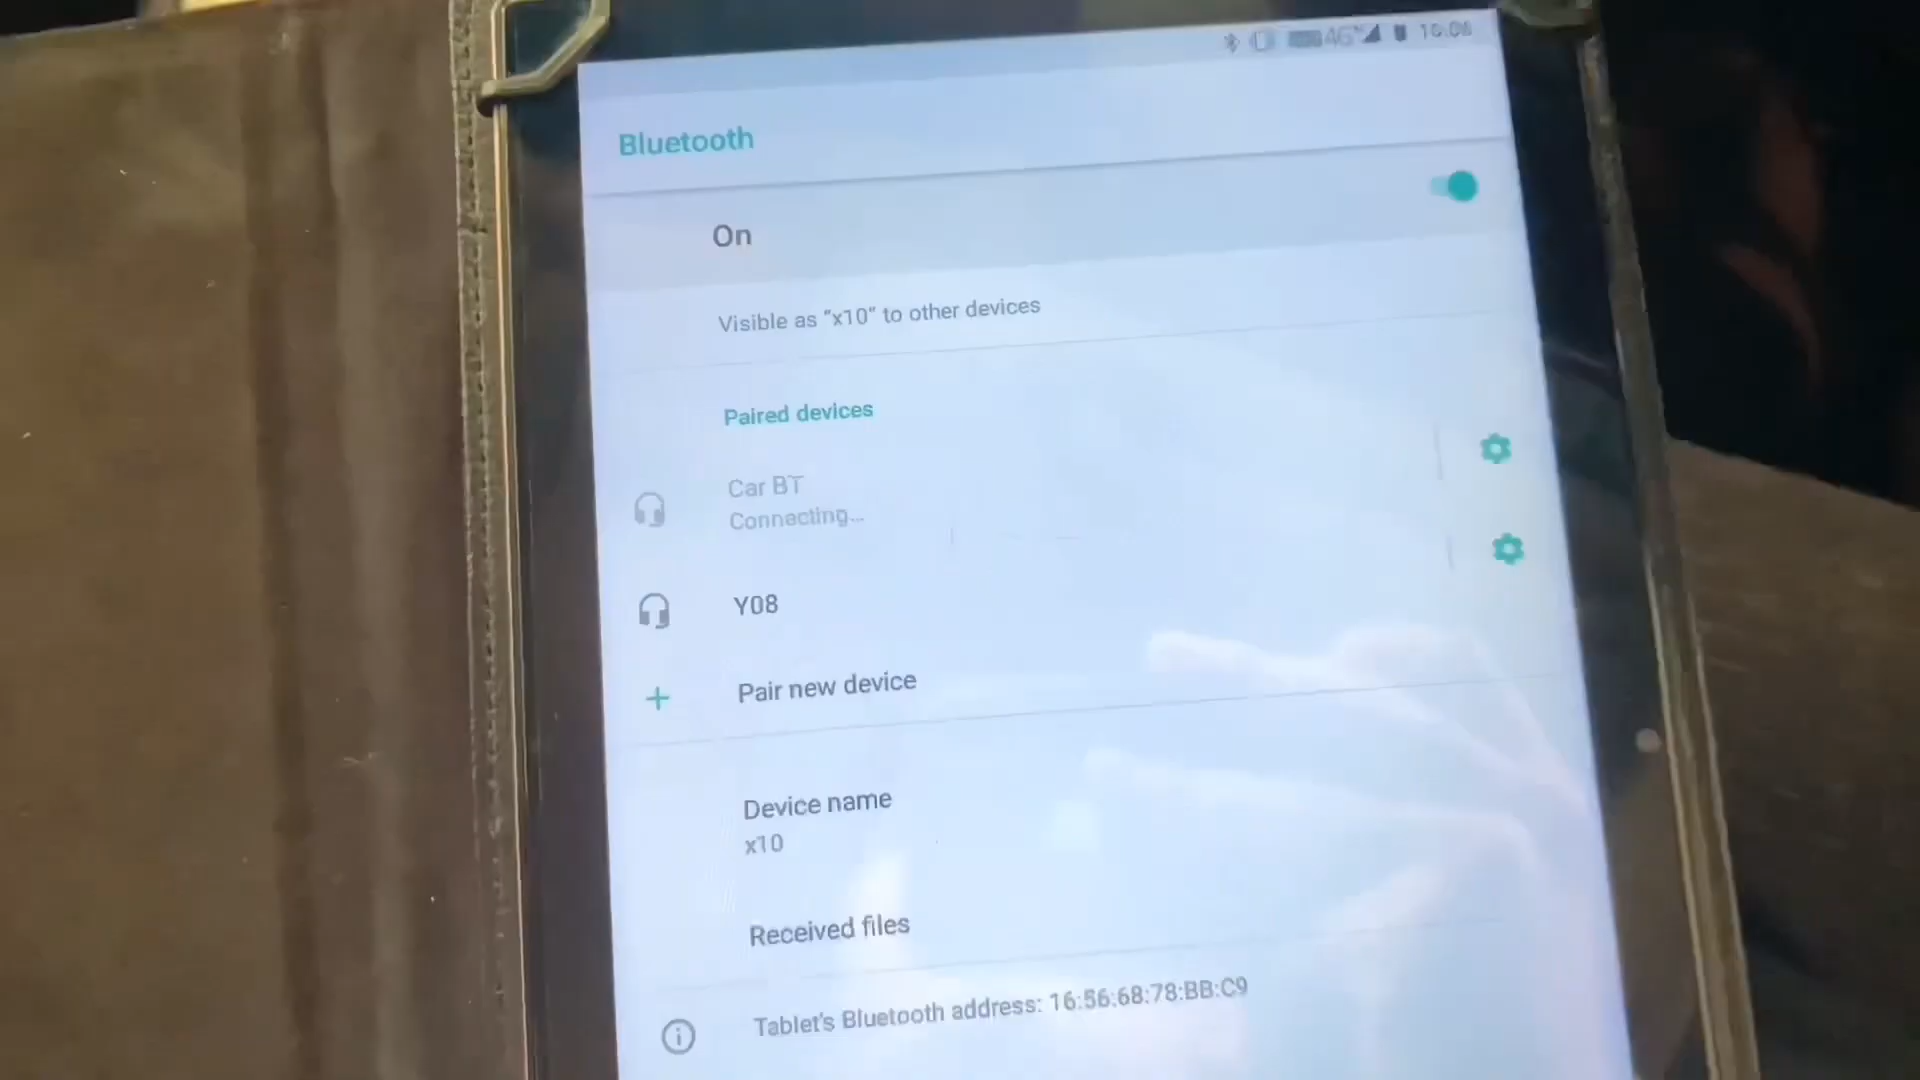 4G
Bluetooth
On
Visible as "x10" to other devices
Paired devices
Car BT
Connecting...
Y08
Pair new device
Device name
x10
Received files
Tablet's Bluetooth address: 16:56:68:78:BB:C9